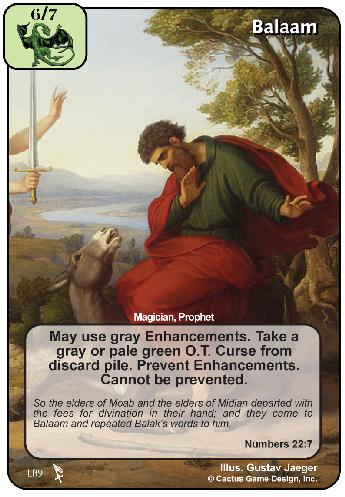 6/7
Balaam
Magician, Prophet
May use gray Enhancements. Take a
gray or pale green O.T. Curse from
discard pile. Prevent Enhancements.
Cannot be prevented.
So the elders of Moab and the elders of Midian departed with
the fees for divination in their hand; and they came to
Balaam and repeated Balak's words to him.
Numbers 22:7
Illus. Gustav Jaeger
LR9
© Cactus Game Design, Inc.